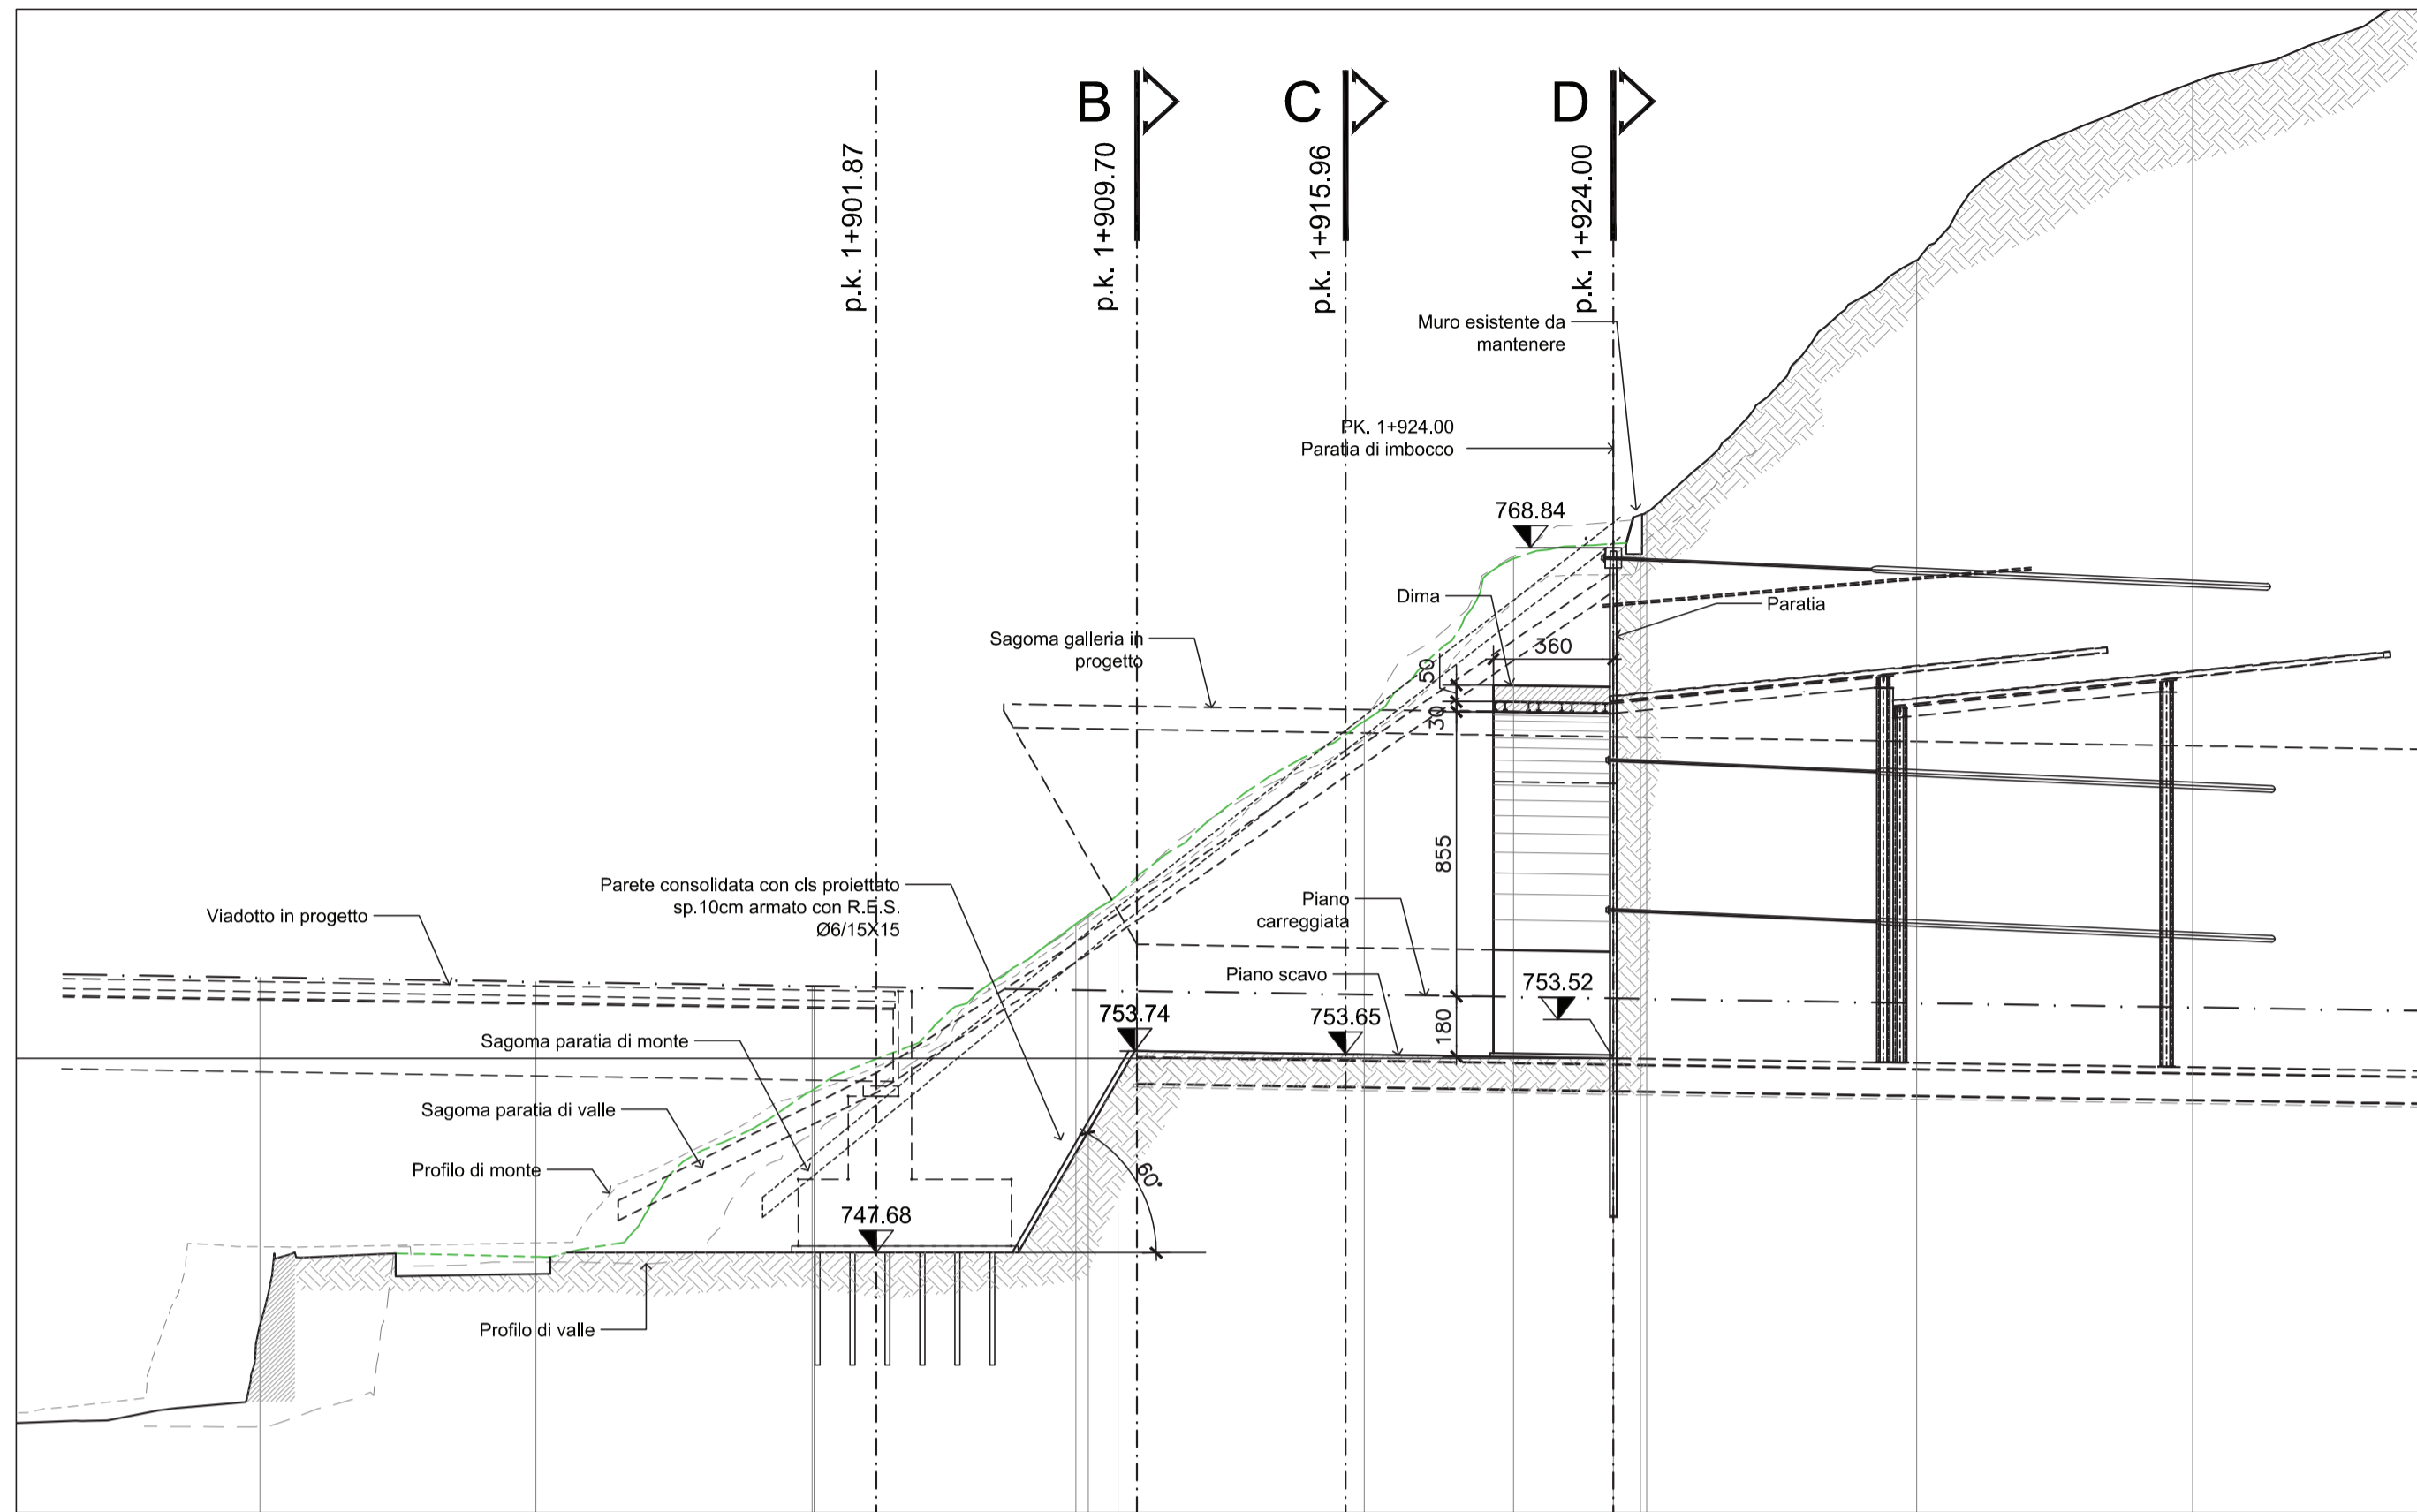 B
C
D
p.k. 1+901.87
p.k. 1+909.70
p.k. 1+915.96
p.k. 1+924.00
Muro esistente da
mantenere
PK. 1+924.00
Paratia di imbocco
768.84
Dima
Paratia
Sagoma galleria in
progetto
360
50
30
855
180
Parete consolidata con cls proiettato
sp.10cm armato con R.E.S.
Ø6/15X15
Viadotto in progetto
Piano
carreggiata
Piano scavo
753.52
753.74
753.65
Sagoma paratia di monte
Sagoma paratia di valle
Profilo di monte
60°
747.68
Profilo di valle